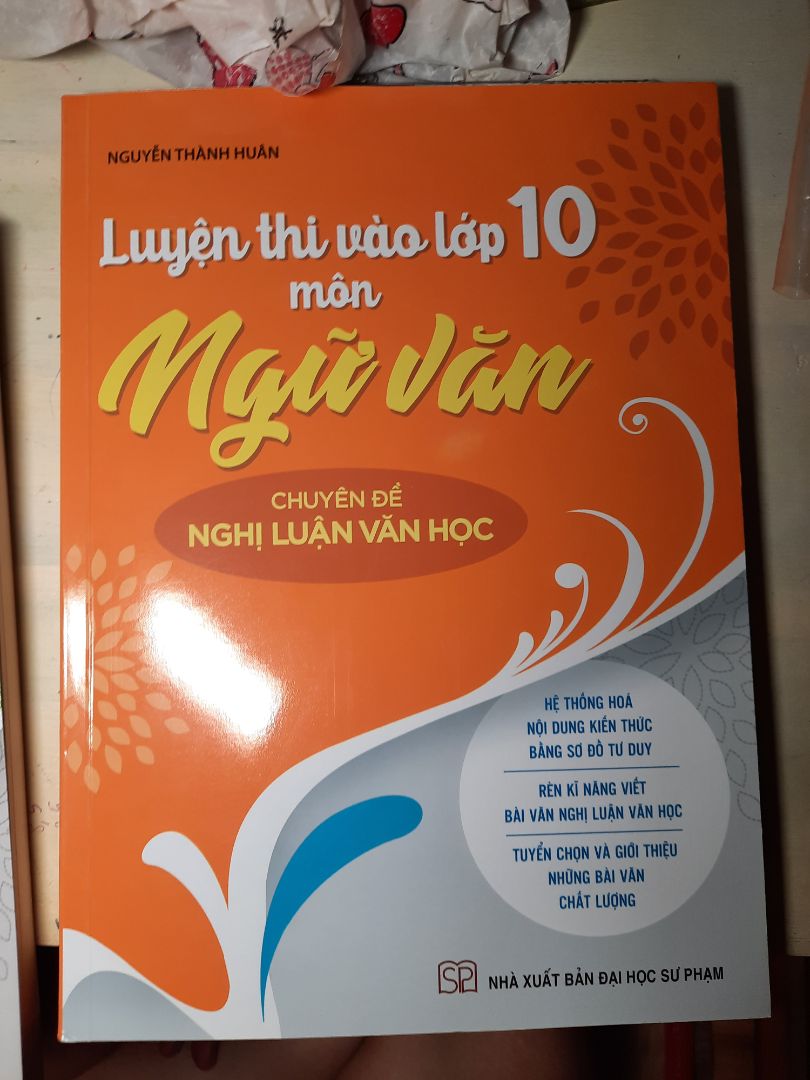 NGUYỄN THÀNH HUÂN
Luyện thi vào lớp 10
môn
Ngữ văn
CHUYÊN ĐỀ
NGHỊ LUẬN VĂN HỌC
HỆ THỐNG HOÁ
NỘI DUNG KIẾN THỨC
BẰNG SƠ ĐỒ TƯ DUY
RÈN KĨ NĂNG VIẾT
BÀI VĂN NGHỊ LUẬN VĂN HỌC
TUYỂN CHỌN VÀ GIỚI THIỆU
NHỮNG BÀI VĂN
CHẤT LƯỢNG
SP NHÀ XUẤT BẢN ĐẠI HỌC SƯ PHẠM